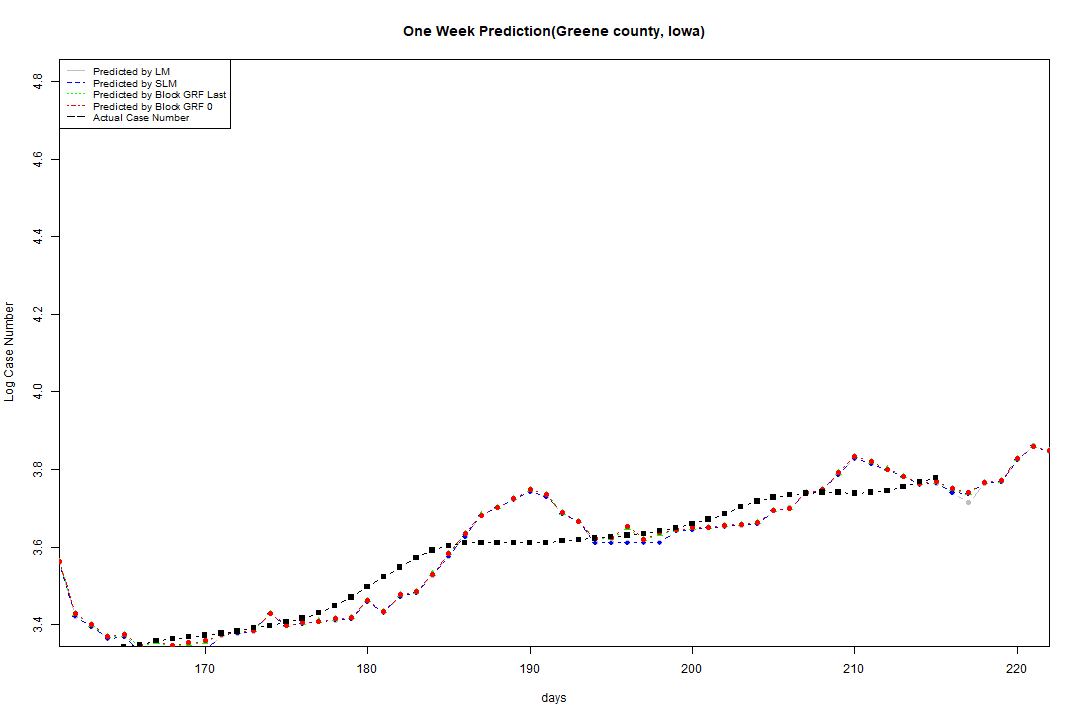 One Week Prediction(Greene county, Iowa)
Predicted by LM
Predicted by SLM
Predicted by Block GRF Last
Predicted by Block GRF 0
Actual Case Number
4.8
4.6
4.4
4.2
4.0
3.8
3.6
3.4
Log Case Number
170 180 190 200 210 220
days